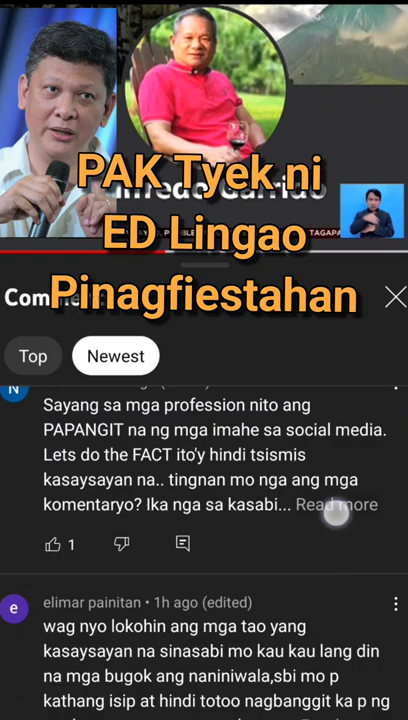 PAK Tyek ni
ED Lingao
Pinagfiestahan
Top
Newest
N
Sayang sa mga profession nito ang
PAPANGIT na ng mga imahe sa social media.
Lets do the FACT ito'y hindi tsismis
kasaysayan na.. tingnan mo nga ang mga
komentaryo? Ika nga sa kasabi... Read more
1
e
elimar painitan • 1h ago (edited)
wag nyo lokohin ang mga tao yang
kasaysayan na sinasabi mo kau kau lang din
na mga bugok ang naniniwala,sbi mo p
kathang isip at hindi totoo nagbanggit ka p ng